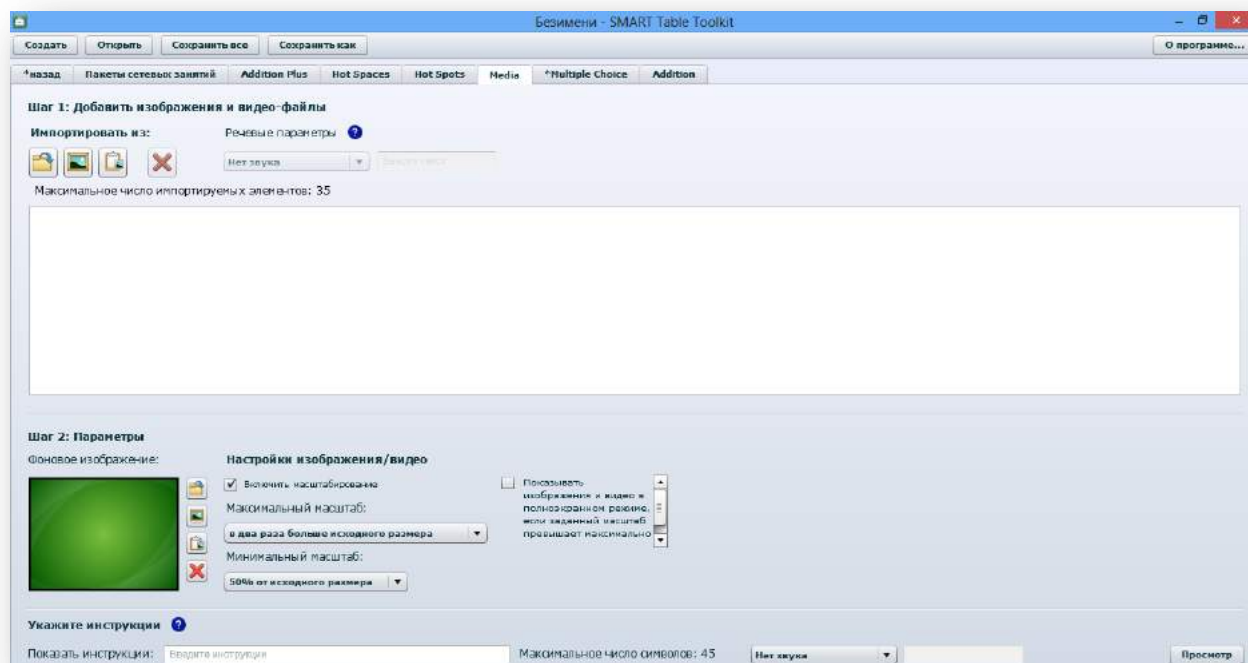 Безимени - SMART Table Toolkit
Создать Открыть Сохранить все Сохранить как О программе...
*назад Пакеты сетевых занятий Addition Plus Hot Spaces Hot Spots Media *Multiple Choice Addition
Шаг 1: Добавить изображения и видео-файлы
Импортировать из: Речевые параметры ?
Нет звука
Максимальное число импортируемых элементов: 35
Шаг 2: Параметры
Фоновое изображение: Настройки изображения/видео
Включить масштабирование
Показывать
изображения и видео в
полноэкранном режиме,
если заданный масштаб
превышает максимально
Максимальный масштаб:
в два раза больше исходного размера
Минимальный масштаб:
50% от исходного размера
Укажите инструкции ?
Показать инструкции: Введите инструкции Максимальное число символов: 45 Нет звука Просмотр